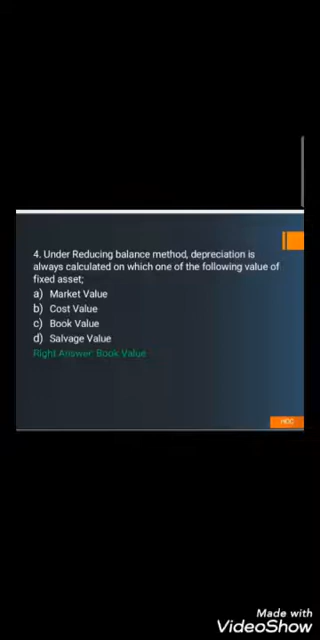 4. Under Reducing balance method, depreciation is
always calculated on which one of the following value of
fixed asset;
a) Market Value
b) Cost Value
c) Book Value
d) Salvage Value
Right Answer: Book Value
HOC
Made with
VideoShow